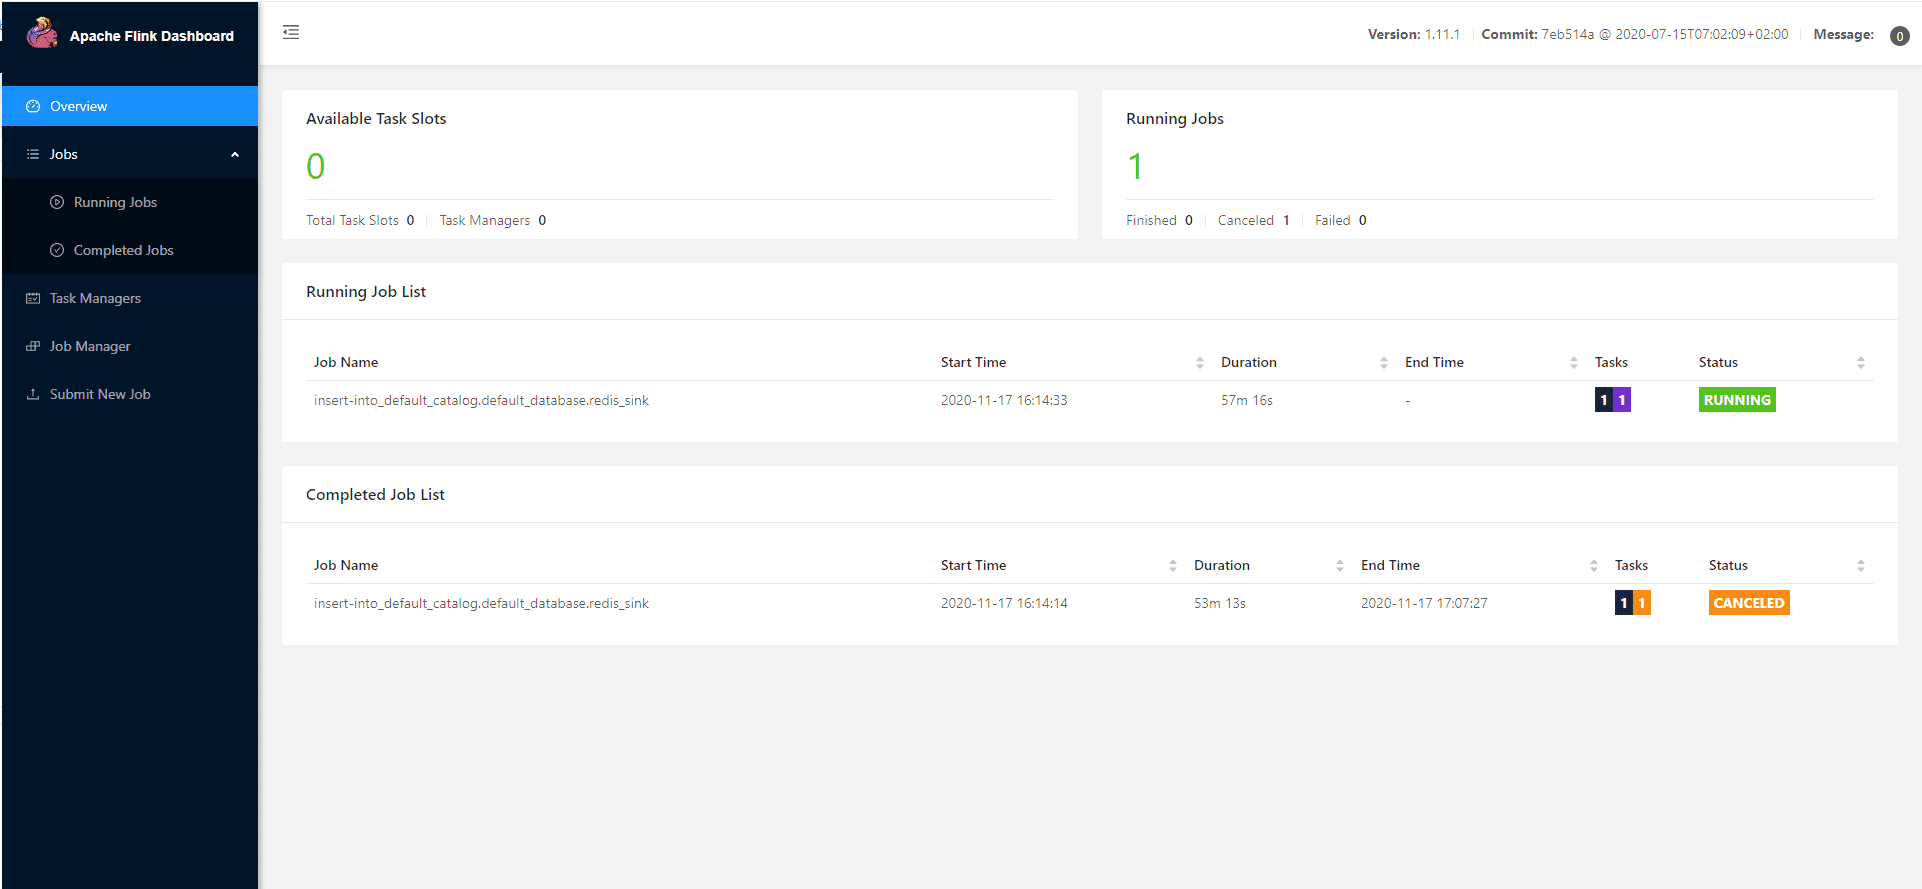 Apache Flink Dashboard
Version: 1.11.1 Commit: 7eb514a @ 2020-07-15T07:02:09+02:00 Message: 0
Overview
Jobs
Running Jobs
Completed Jobs
Task Managers
Job Manager
Submit New Job
Available Task Slots
0
Total Task Slots 0 Task Managers 0
Running Jobs
1
Finished 0 Canceled 1 Failed 0
Running Job List
Job Name Start Time Duration End Time Tasks Status
insert-into_default_catalog.default_database.redis_sink 2020-11-17 16:14:33 57m 16s - 1 1 RUNNING
Completed Job List
Job Name Start Time Duration End Time Tasks Status
insert-into_default_catalog.default_database.redis_sink 2020-11-17 16:14:14 53m 13s 2020-11-17 17:07:27 1 1 CANCELED